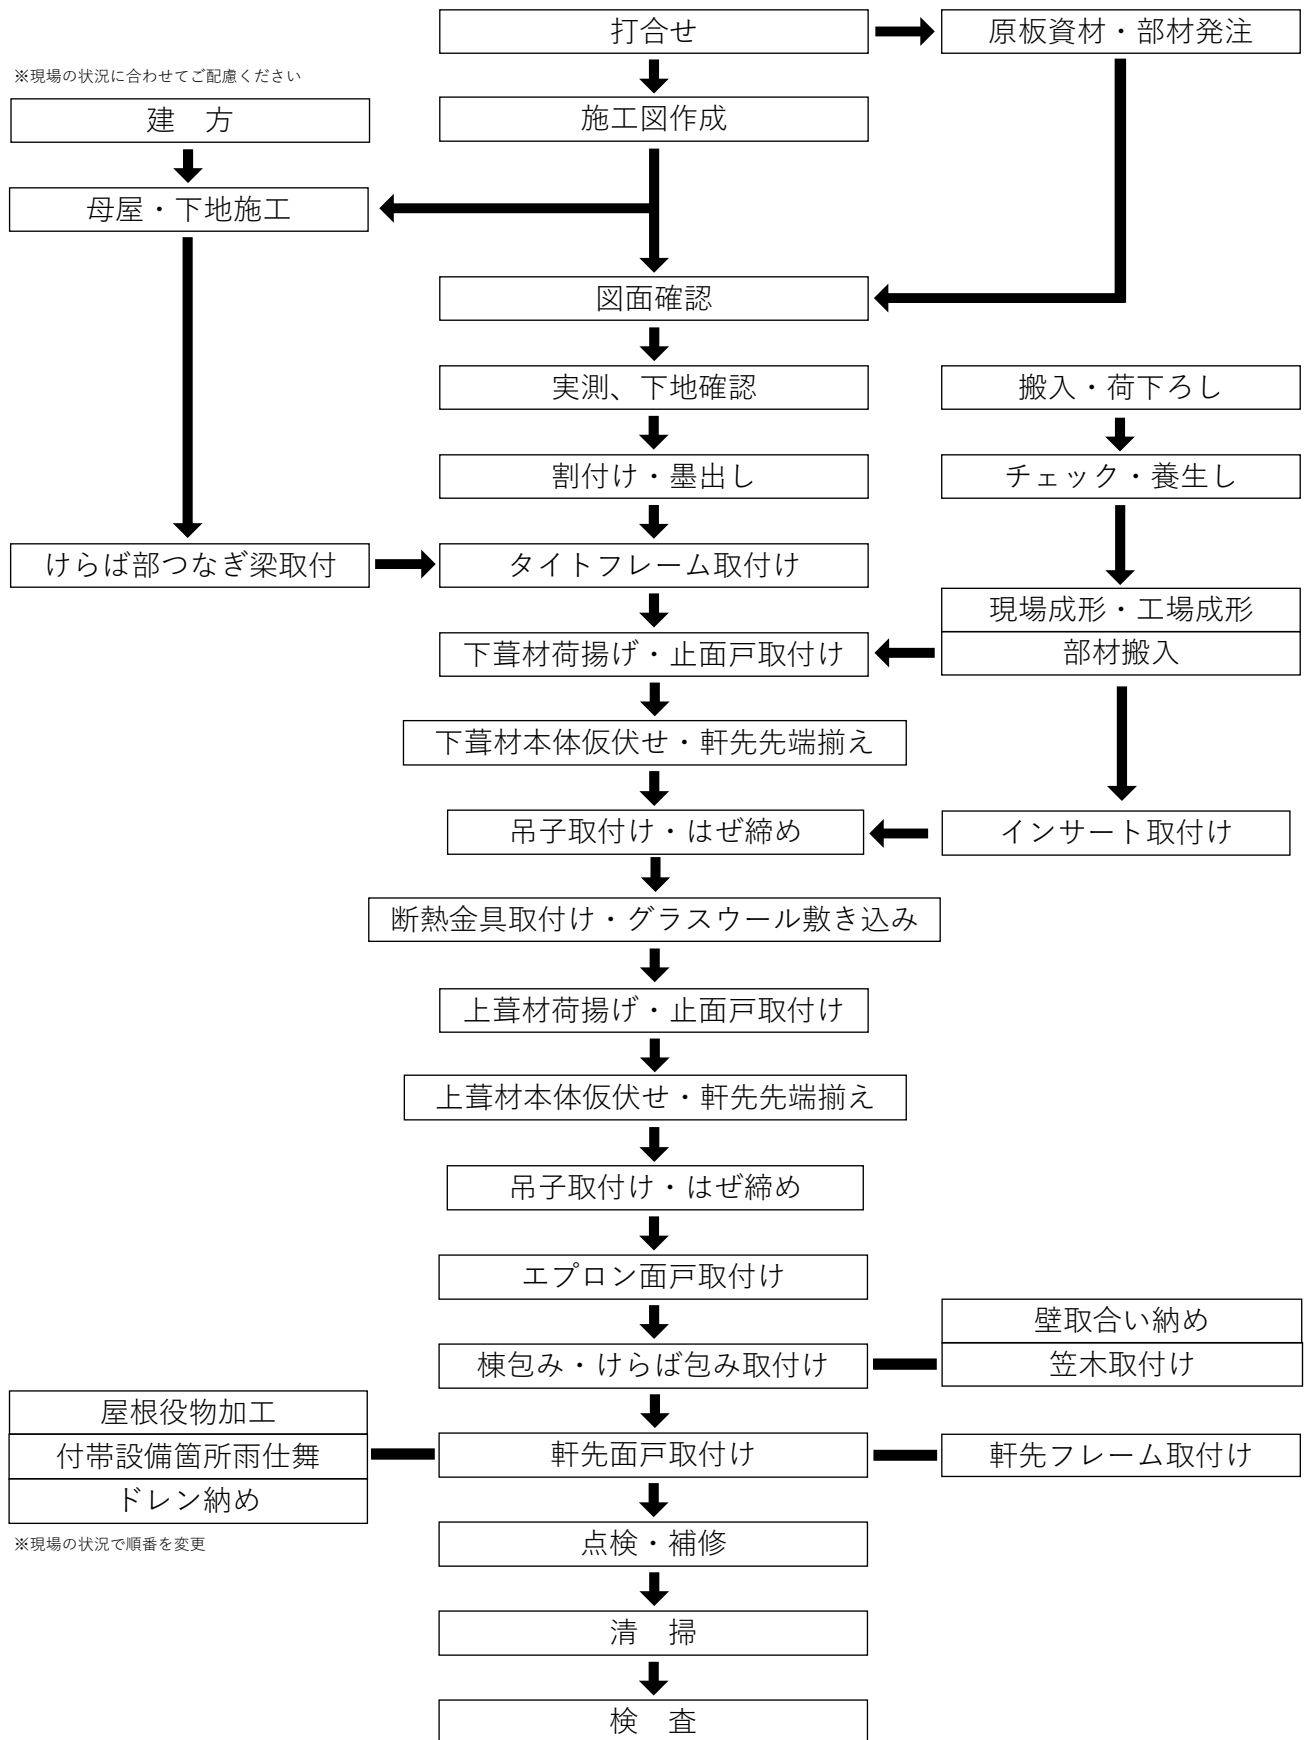 打合せ
原板資材・部材発注
※現場の状況に合わせてご配慮ください
建　方
施工図作成
母屋・下地施工
図面確認
実測、下地確認
搬入・荷下ろし
割付け・墨出し
チェック・養生し
けらば部つなぎ梁取付
タイトフレーム取付け
現場成形・工場成形
部材搬入
下葺材荷揚げ・止面戸取付け
下葺材本体仮伏せ・軒先先端揃え
吊子取付け・はぜ締め
インサート取付け
断熱金具取付け・グラスウール敷き込み
上葺材荷揚げ・止面戸取付け
上葺材本体仮伏せ・軒先先端揃え
吊子取付け・はぜ締め
エプロン面戸取付け
壁取合い納め
棟包み・けらば包み取付け
笠木取付け
屋根役物加工
付帯設備箇所雨仕舞
ドレン納め
軒先面戸取付け
軒先フレーム取付け
※現場の状況で順番を変更
点検・補修
清　掃
検　査